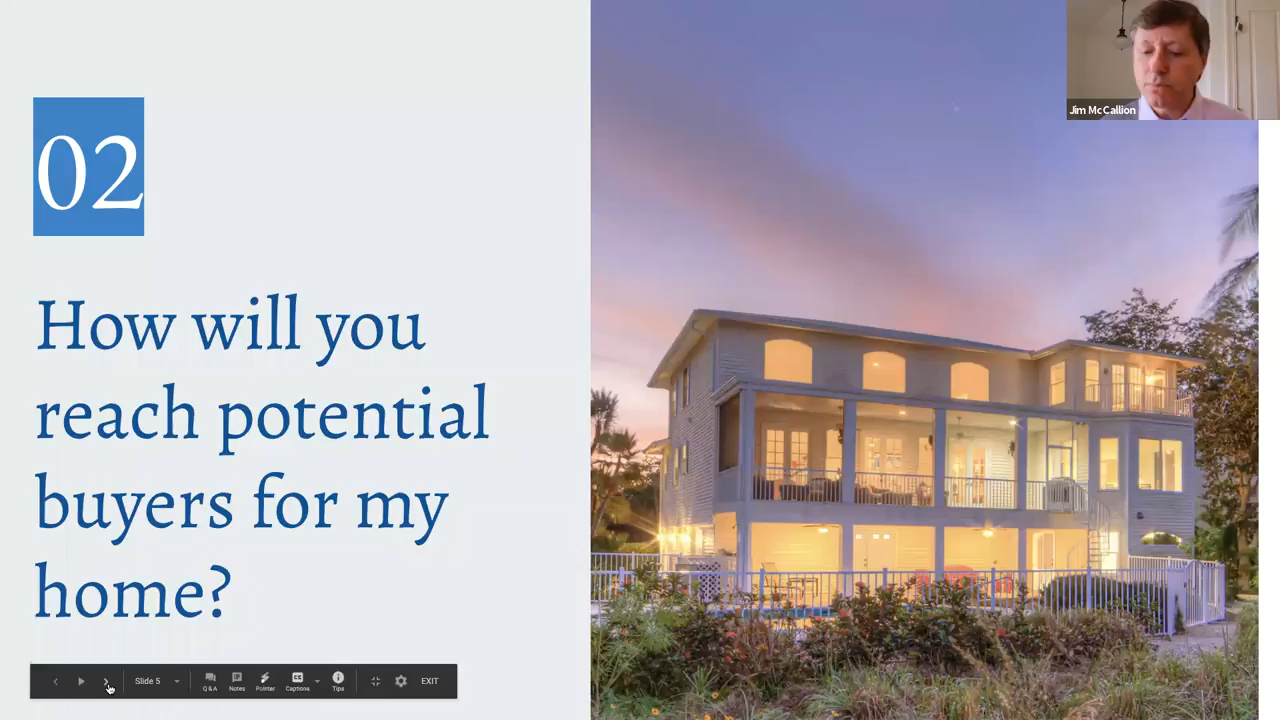 Jim McCallion
02
How will you
reach potential
buyers for my
home?
Slide 5
Q & A
Notes
Pointer
Captions
Tips
EXIT